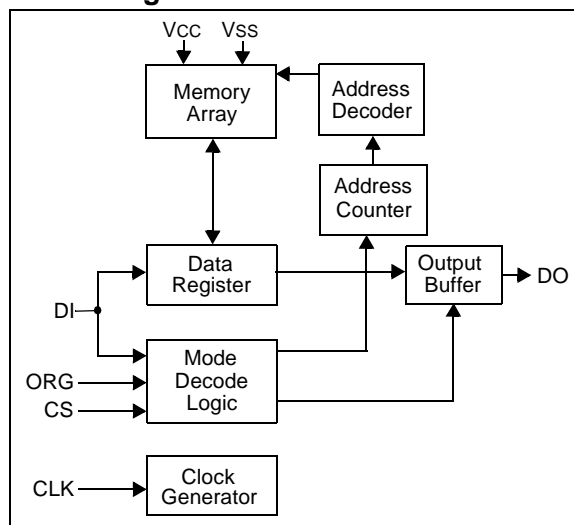 VCC VSS
Memory
Array
Address
Decoder
Address
Counter
Data
Register
Output
Buffer
DO
DI
Mode
Decode
Logic
ORG
CS
CLK
Clock
Generator